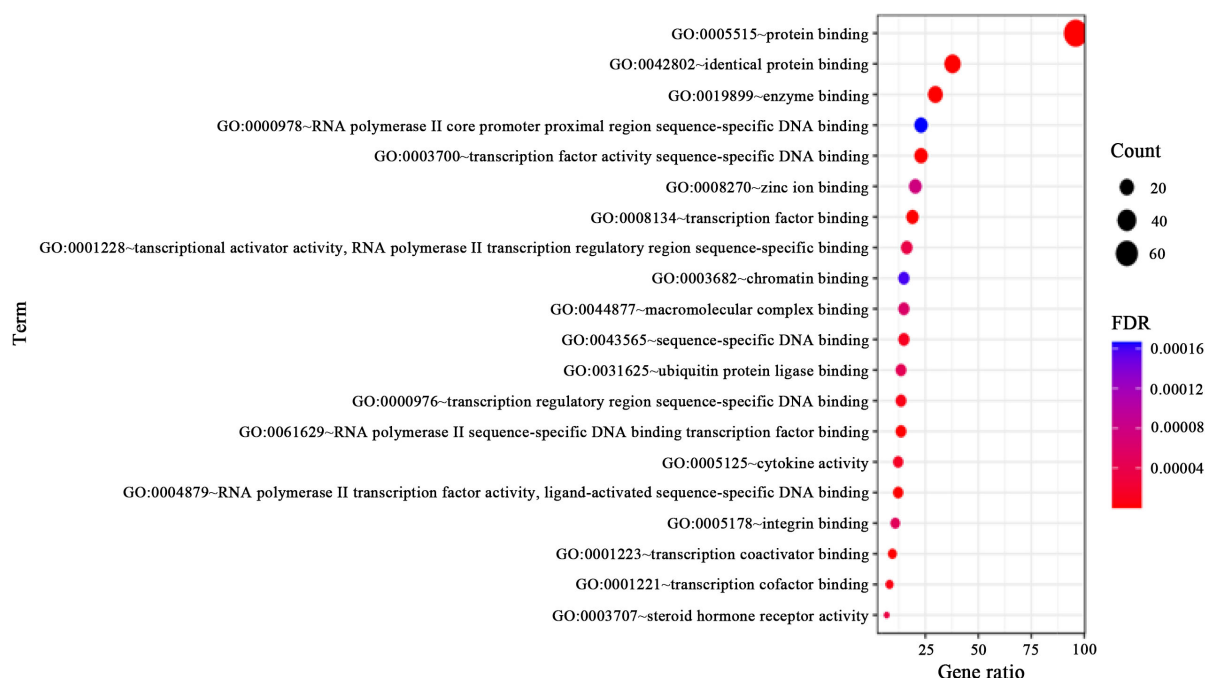 GO:0005515~protein binding
GO:0042802~identical protein binding
GO:0019899~enzyme binding
GO:0000978~RNA polymerase II core promoter proximal region sequence-specific DNA binding
GO:0003700~transcription factor activity sequence-specific DNA binding
GO:0008270~zinc ion binding
GO:0008134~transcription factor binding
GO:0001228~tanscriptional activator activity, RNA polymerase II transcription regulatory region sequence-specific binding
GO:0003682~chromatin binding
GO:0044877~macromolecular complex binding
GO:0043565~sequence-specific DNA binding
GO:0031625~ubiquitin protein ligase binding
GO:0000976~transcription regulatory region sequence-specific DNA binding
GO:0061629~RNA polymerase II sequence-specific DNA binding transcription factor binding
GO:0005125~cytokine activity
GO:0004879~RNA polymerase II transcription factor activity, ligand-activated sequence-specific DNA binding
GO:0005178~integrin binding
GO:0001223~transcription coactivator binding
GO:0001221~transcription cofactor binding
GO:0003707~steroid hormone receptor activity
Term
25 50 75 100
Gene ratio
Count
20
40
60
FDR
0.00016
0.00012
0.00008
0.00004